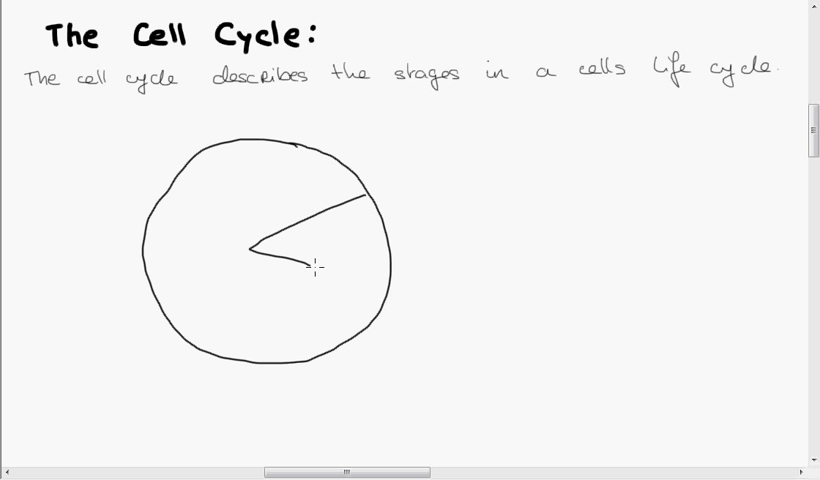 The Cell Cycle:
The cell cycle describes the stages in a cells life cycle.